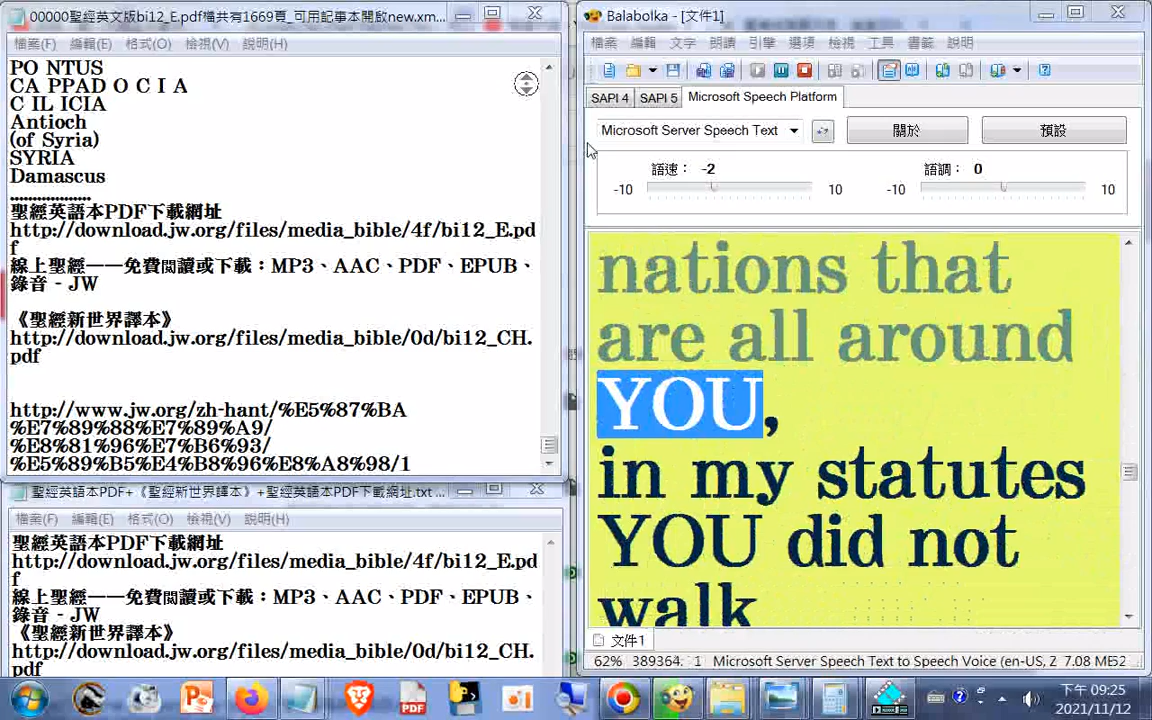 00000聖經英文版bi12_E.pdf檔共有1669頁_可用記事本開啟new.xm...
檔案(F) 編輯(E) 格式(O) 檢視(V) 說明(H)
PO NTUS
CA PPAD O C I A
C IL ICIA
Antioch
(of Syria)
SYRIA
Damascus
..................
聖經英語本PDF下載網址
http://download.jw.org/files/media_bible/4f/bi12_E.pd
f
線上聖經——免費閱讀或下載：MP3、AAC、PDF、EPUB、
錄音 - JW
《聖經新世界譯本》
http://download.jw.org/files/media_bible/0d/bi12_CH.
pdf
http://www.jw.org/zh-hant/%E5%87%BA
%E7%89%88%E7%89%A9/
%E8%81%96%E7%B6%93/
%E5%89%B5%E4%B8%96%E8%A8%98/1
聖經英語本PDF+《聖經新世界譯本》+聖經英語本PDF下載網址.txt ...
檔案(F) 編輯(E) 格式(O) 檢視(V) 說明(H)
聖經英語本PDF下載網址
http://download.jw.org/files/media_bible/4f/bi12_E.pd
f
線上聖經——免費閱讀或下載：MP3、AAC、PDF、EPUB、
錄音 - JW
《聖經新世界譯本》
http://download.jw.org/files/media_bible/0d/bi12_CH.
pdf
Balabolka - [文件1]
檔案 編輯 文字 朗讀 引擎 選項 檢視 工具 書籤 說明
SAPI 4 SAPI 5 Microsoft Speech Platform
Microsoft Server Speech Text 關於 預設
語速： -2 語調： 0
-10 10 -10 10
nations that
are all around
YOU,
in my statutes
YOU did not
walk
文件1
62% 389364: 1 Microsoft Server Speech Text to Speech Voice (en-US, Z 7.08 ME52
PDF
下午 09:25
2021/11/12